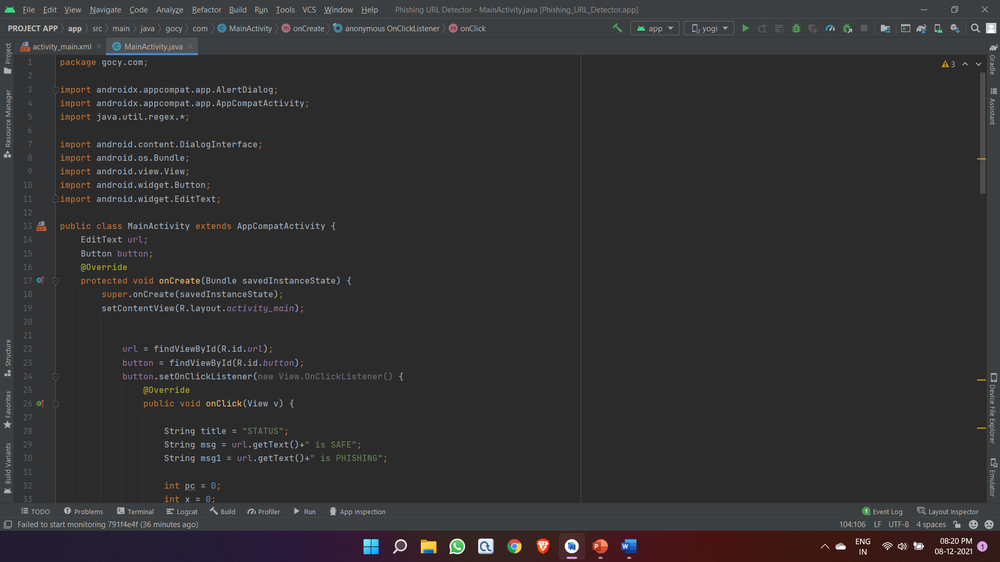 File Edit View Navigate Code Analyze Refactor Build Run Tools VCS Window Help Phishing URL Detector - MainActivity.java [Phishing_URL_Detector.app]
PROJECT APP app src main java gocy com MainActivity onCreate anonymous OnClickListener onClick app yogi
activity_main.xml MainActivity.java
3
Project
Resource Manager
Structure
Favorites
Build Variants
1 package gocy.com;
2
3 import androidx.appcompat.app.AlertDialog;
4 import androidx.appcompat.app.AppCompatActivity;
5 import java.util.regex.*;
6
7 import android.content.DialogInterface;
8 import android.os.Bundle;
9 import android.view.View;
10 import android.widget.Button;
11 import android.widget.EditText;
12
13 public class MainActivity extends AppCompatActivity {
14 EditText url;
15 Button button;
16 @Override
17 protected void onCreate(Bundle savedInstanceState) {
18 super.onCreate(savedInstanceState);
19 setContentView(R.layout.activity_main);
20
21
22 url = findViewById(R.id.url);
23 button = findViewById(R.id.button);
24 button.setOnClickListener(new View.OnClickListener() {
25 @Override
26 public void onClick(View v) {
27
28 String title = "STATUS";
29 String msg = url.getText()+" is SAFE";
30 String msg1 = url.getText()+" is PHISHING";
31
32 int pc = 0;
33 int x = 0;
Gradle
Assistant
Device File Explorer
Emulator
TODO Problems Terminal Logcat Build Profiler Run App Inspection 1 Event Log Layout Inspector
Failed to start monitoring 791f4e4f (36 minutes ago) 104:106 LF UTF-8 4 spaces
ENG
IN
08:20 PM
08-12-2021
1